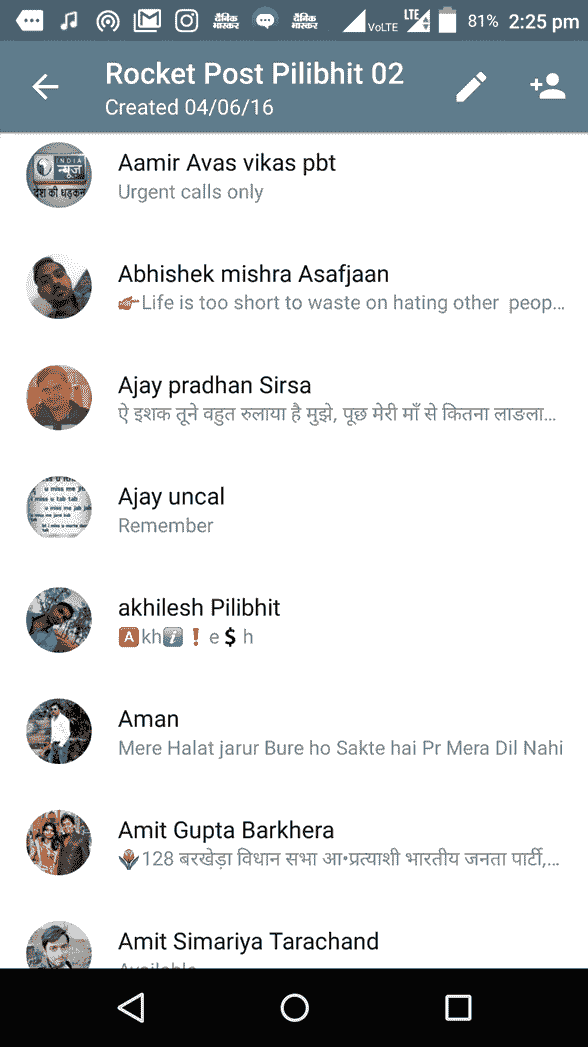 दैनिक भास्कर दैनिक भास्कर VoLTE LTE 81% 2:25 pm
Rocket Post Pilibhit 02
Created 04/06/16
INDIA
न्यूज़
देश की धड़कन
Aamir Avas vikas pbt
Urgent calls only
Abhishek mishra Asafjaan
👉Life is too short to waste on hating other peop...
Ajay pradhan Sirsa
ऐ इशक तूने वहुत रुलाया है मुझे, पूछ मेरी माँ से कितना लाङला...
Ajay uncal
Remember
akhilesh Pilibhit
🅰khℹ❗e💲h
Aman
Mere Halat jarur Bure ho Sakte hai Pr Mera Dil Nahi
Amit Gupta Barkhera
128 बरखेड़ा विधान सभा आ•प्रत्याशी भारतीय जनता पार्टी,...
Amit Simariya Tarachand
Available